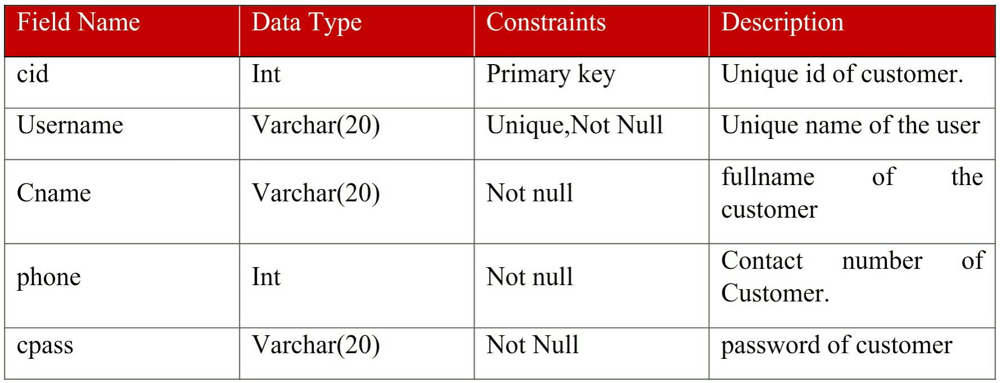 Field Name Data Type Constraints Description
cid Int Primary key Unique id of customer.
Username Varchar(20) Unique,Not Null Unique name of the user
Cname Varchar(20) Not null fullname of the
customer
phone Int Not null Contact number of
Customer.
cpass Varchar(20) Not Null password of customer